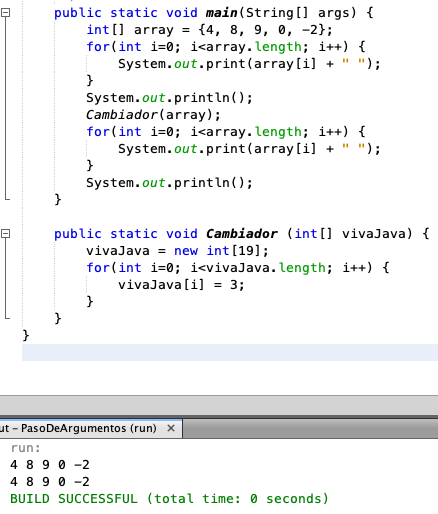 public static void main(String[] args) {
int[] array = {4, 8, 9, 0, -2};
for(int i=0; i<array.length; i++) {
System.out.print(array[i] + " ");
}
System.out.println();
Cambiador(array);
for(int i=0; i<array.length; i++) {
System.out.print(array[i] + " ");
}
System.out.println();
}
public static void Cambiador (int[] vivaJava) {
vivaJava = new int[19];
for(int i=0; i<vivaJava.length; i++) {
vivaJava[i] = 3;
}
}
}
ut – PasoDeArgumentos (run) ×
run:
4 8 9 0 -2
4 8 9 0 -2
BUILD SUCCESSFUL (total time: 0 seconds)